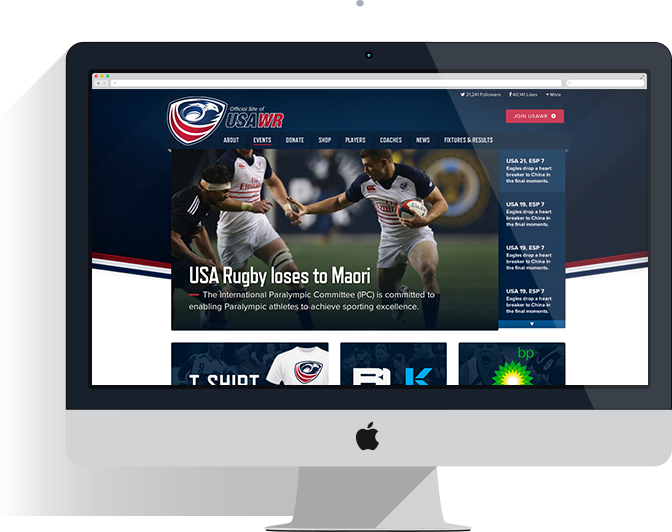 21,241 Followers 40,141 Likes More
Official Site of
USAWR
JOIN USAWR
ABOUT EVENTS DONATE SHOP PLAYERS COACHES NEWS FIXTURES & RESULTS
USA 21, ESP 7
Eagles drop a heart
breaker to China in
the final moments.
USA 19, ESP 7
Eagles drop a heart
breaker to China in
the final moments.
USA 19, ESP 7
Eagles drop a heart
breaker to China in
the final moments.
USA 19, ESP 7
Eagles drop a heart
breaker to China in
the final moments.
USA Rugby loses to Maori
The International Paralympic Committee (IPC) is committed to
enabling Paralympic athletes to achieve sporting excellence.
T-SHIRT
bp